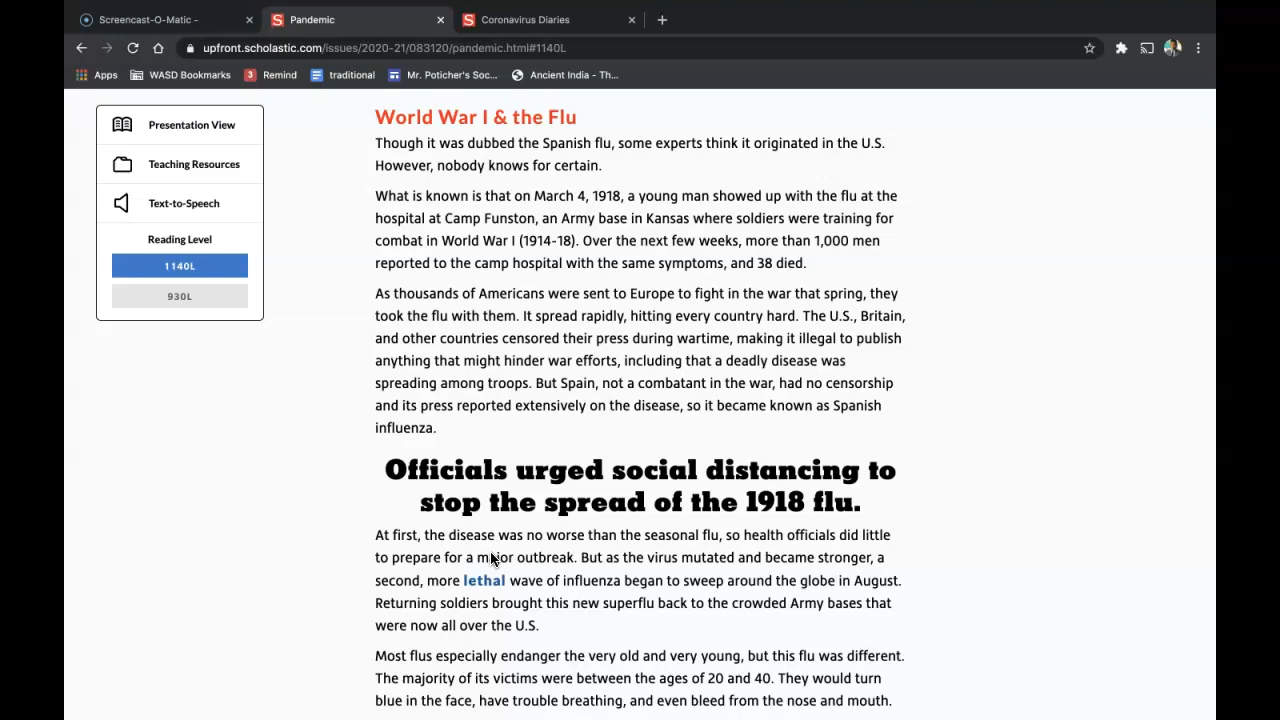 Screencast-O-Matic -
Pandemic
Coronavirus Diaries
upfront.scholastic.com/issues/2020-21/083120/pandemic.html#1140L
Apps
WASD Bookmarks
3 Remind
traditional
Mr. Poticher's Soc...
Ancient India - Th...
Presentation View
Teaching Resources
Text-to-Speech
Reading Level
1140L
930L
World War I & the Flu
Though it was dubbed the Spanish flu, some experts think it originated in the U.S.
However, nobody knows for certain.
What is known is that on March 4, 1918, a young man showed up with the flu at the
hospital at Camp Funston, an Army base in Kansas where soldiers were training for
combat in World War I (1914-18). Over the next few weeks, more than 1,000 men
reported to the camp hospital with the same symptoms, and 38 died.
As thousands of Americans were sent to Europe to fight in the war that spring, they
took the flu with them. It spread rapidly, hitting every country hard. The U.S., Britain,
and other countries censored their press during wartime, making it illegal to publish
anything that might hinder war efforts, including that a deadly disease was
spreading among troops. But Spain, not a combatant in the war, had no censorship
and its press reported extensively on the disease, so it became known as Spanish
influenza.
Officials urged social distancing to
stop the spread of the 1918 flu.
At first, the disease was no worse than the seasonal flu, so health officials did little
to prepare for a major outbreak. But as the virus mutated and became stronger, a
second, more lethal wave of influenza began to sweep around the globe in August.
Returning soldiers brought this new superflu back to the crowded Army bases that
were now all over the U.S.
Most flus especially endanger the very old and very young, but this flu was different.
The majority of its victims were between the ages of 20 and 40. They would turn
blue in the face, have trouble breathing, and even bleed from the nose and mouth.